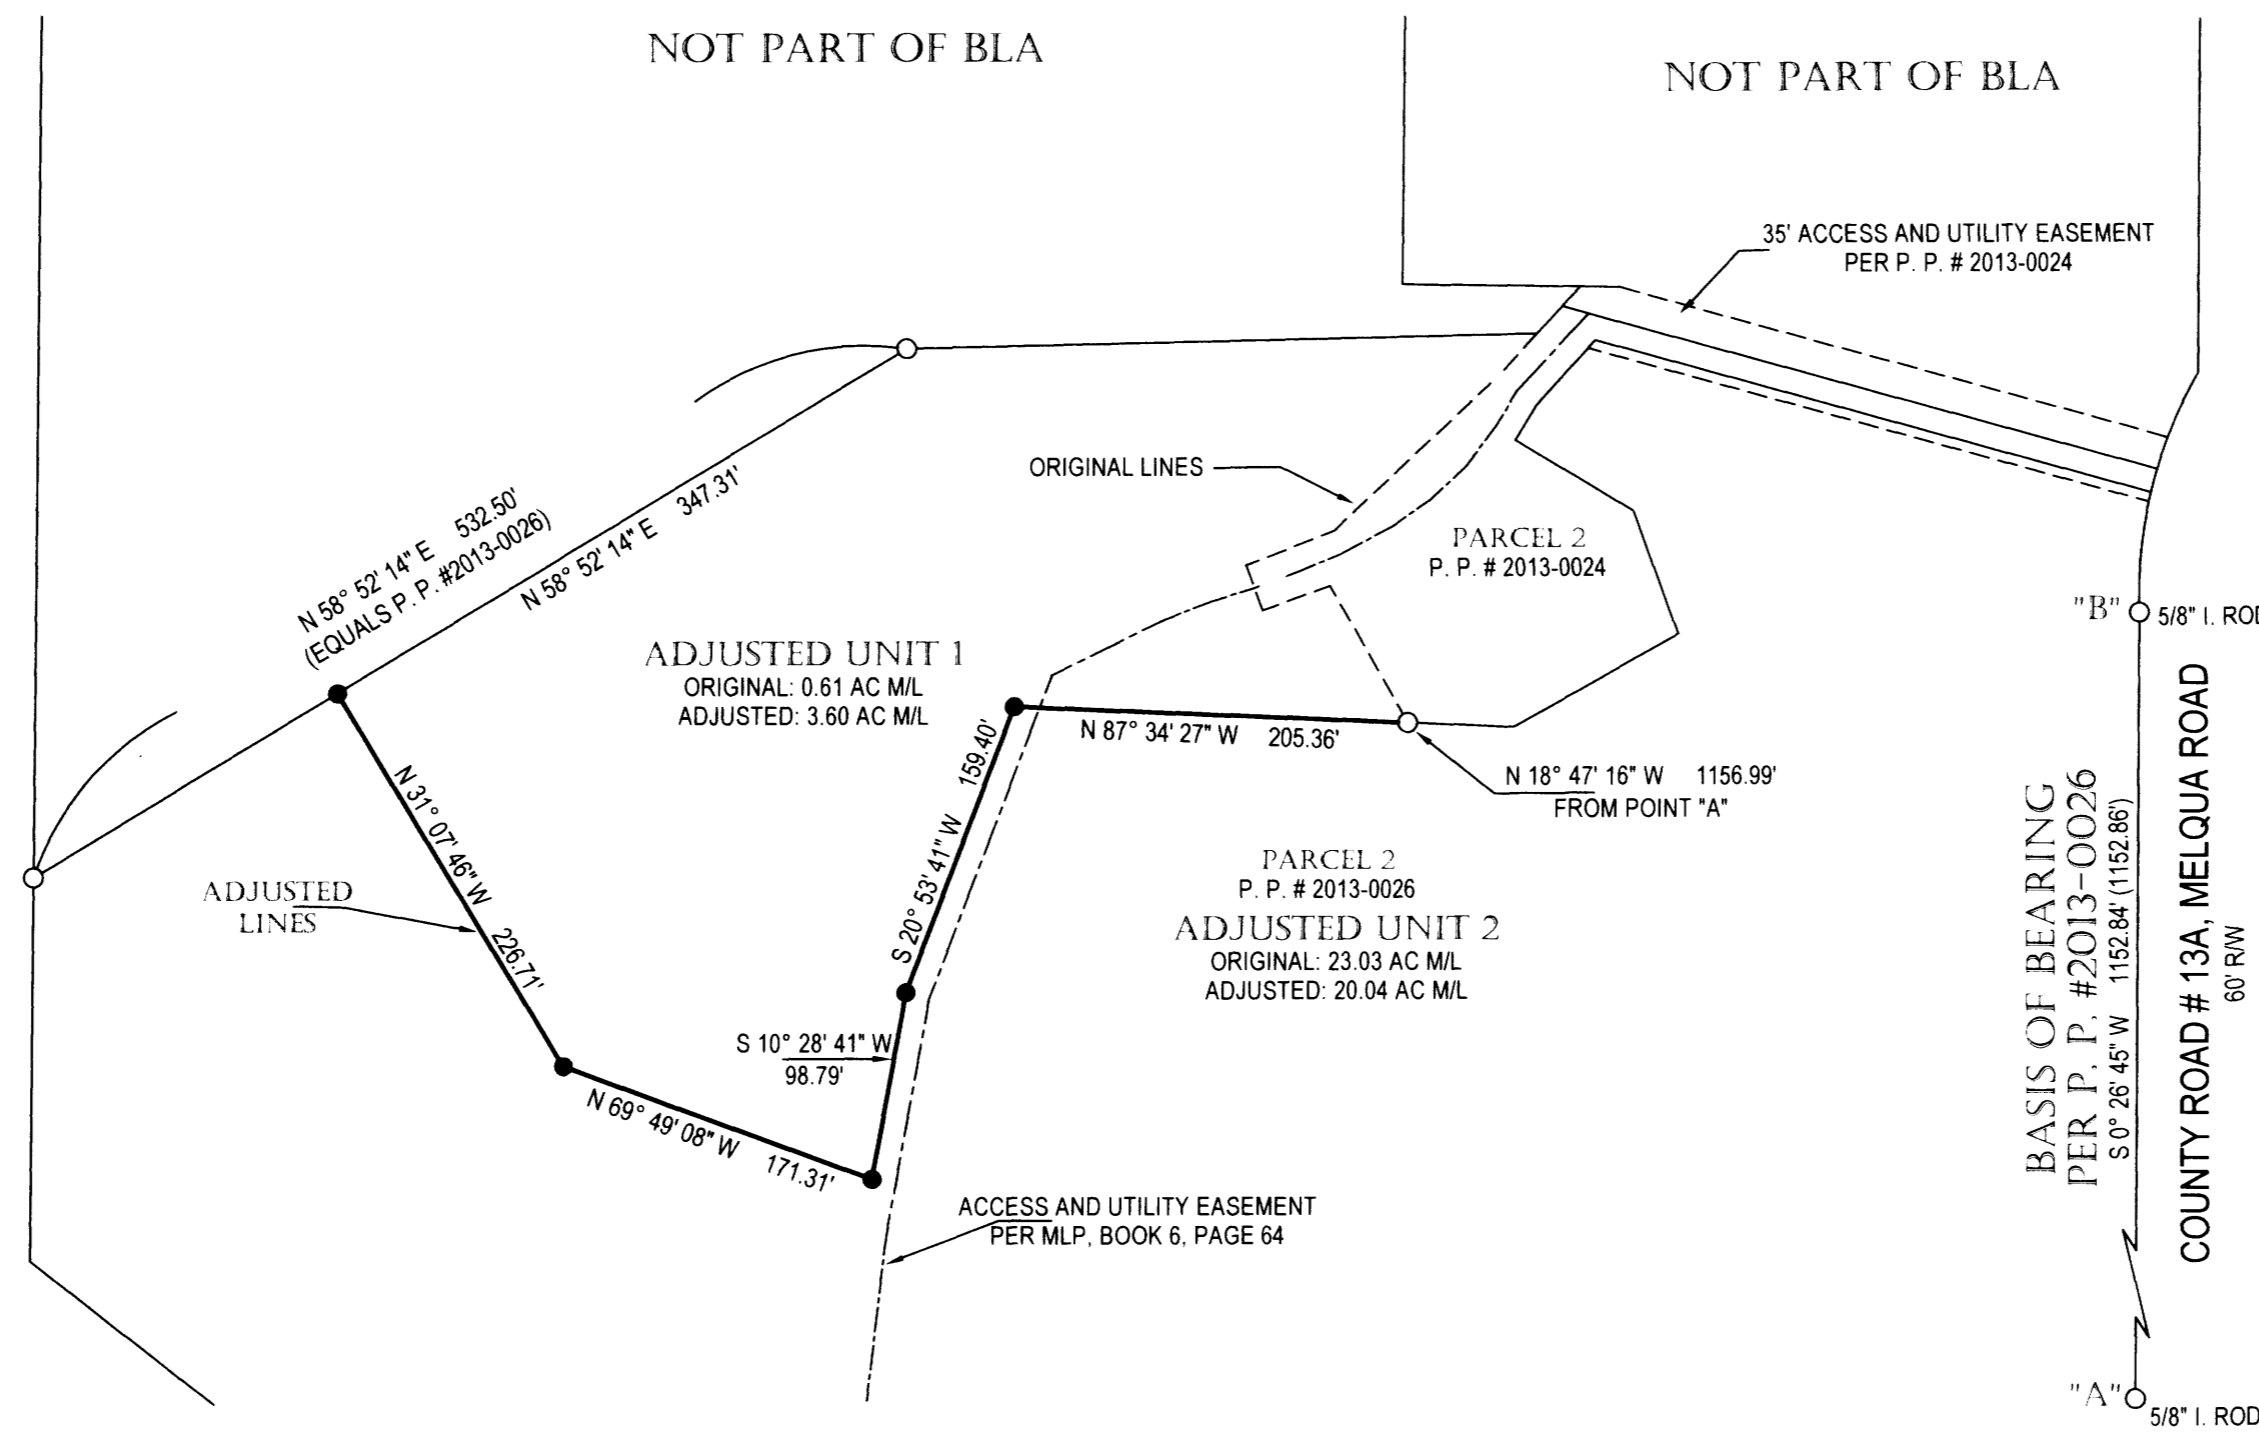 NOT PART OF BLA
NOT PART OF BLA
35' ACCESS AND UTILITY EASEMENT
PER P. P. # 2013-0024
ORIGINAL LINES
N 58° 52' 14" E 532.50'
(EQUALS P. P. #2013-0026)
N 58° 52' 14" E 347.31'
PARCEL 2
P. P. # 2013-0024
"B" 5/8" I. ROD
ADJUSTED UNIT 1
ORIGINAL: 0.61 AC M/L
ADJUSTED: 3.60 AC M/L
N 87° 34' 27" W 205.36'
S 20° 53' 41" W 159.40'
N 18° 47' 16" W 1156.99'
FROM POINT "A"
N 31° 07' 46" W 226.71'
ADJUSTED
LINES
PARCEL 2
P. P. # 2013-0026
ADJUSTED UNIT 2
ORIGINAL: 23.03 AC M/L
ADJUSTED: 20.04 AC M/L
S 10° 28' 41" W
98.79'
N 69° 49' 08" W 171.31'
ACCESS AND UTILITY EASEMENT
PER MLP, BOOK 6, PAGE 64
BASIS OF BEARING
PER P. P. #2013-0026
S 0° 26' 45" W 1152.84' (1152.86')
COUNTY ROAD # 13A, MELQUA ROAD
60' R/W
"A" 5/8" I. ROD